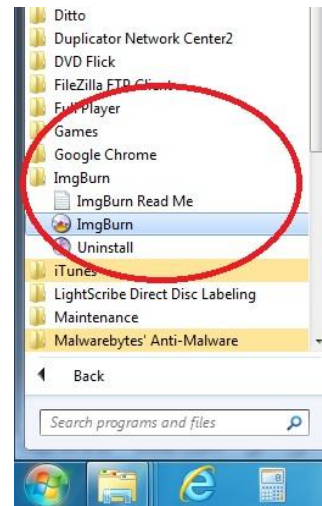 Ditto
Duplicator Network Center2
DVD Flick
FileZilla FTP Client
Full Player
Games
Google Chrome
ImgBurn
ImgBurn Read Me
ImgBurn
Uninstall
iTunes
LightScribe Direct Disc Labeling
Maintenance
Malwarebytes' Anti-Malware
Back
Search programs and files